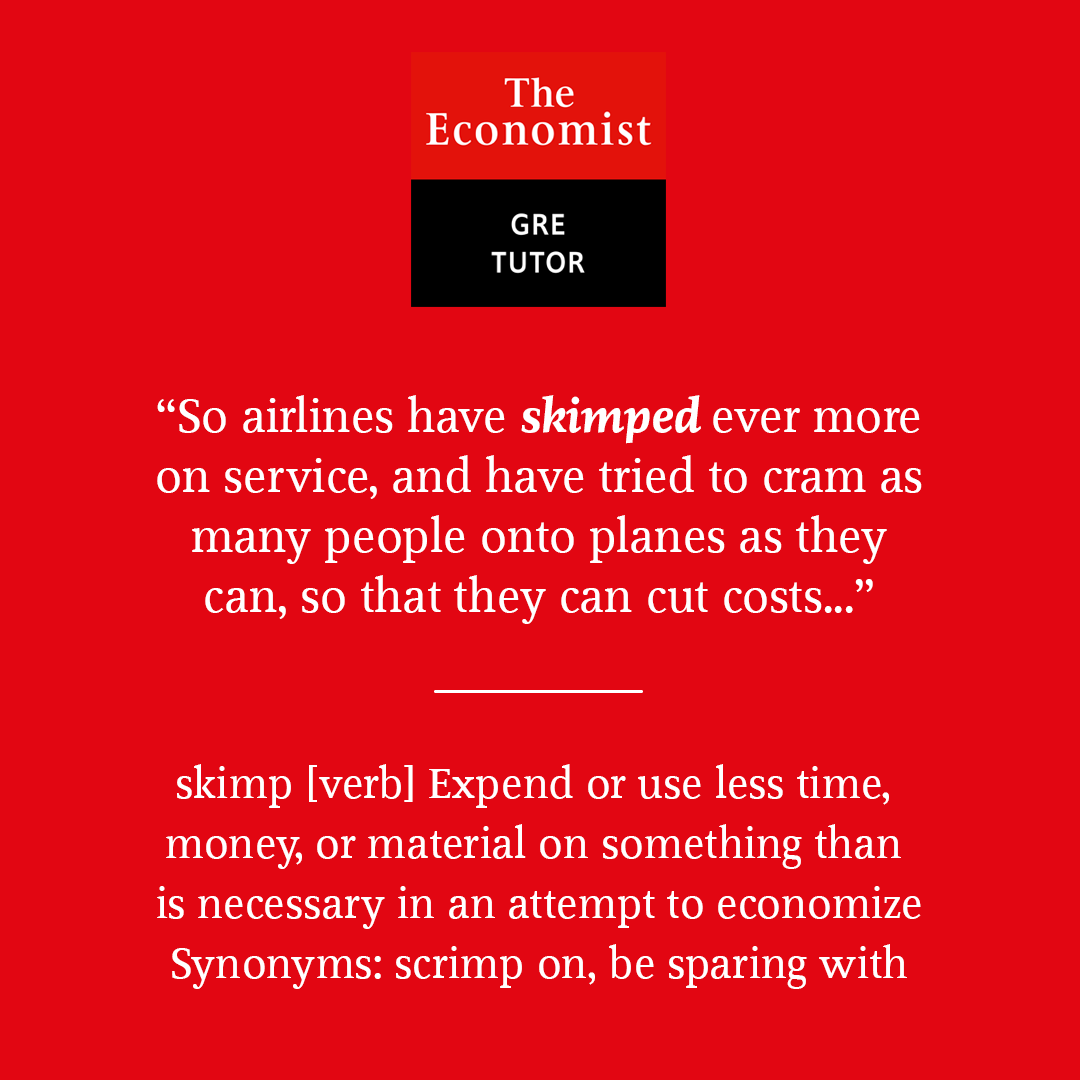 The
Economist
GRE
TUTOR
“So airlines have skimped ever more
on service, and have tried to cram as
many people onto planes as they
can, so that they can cut costs...”
skimp [verb] Expend or use less time,
money, or material on something than
is necessary in an attempt to economize
Synonyms: scrimp on, be sparing with